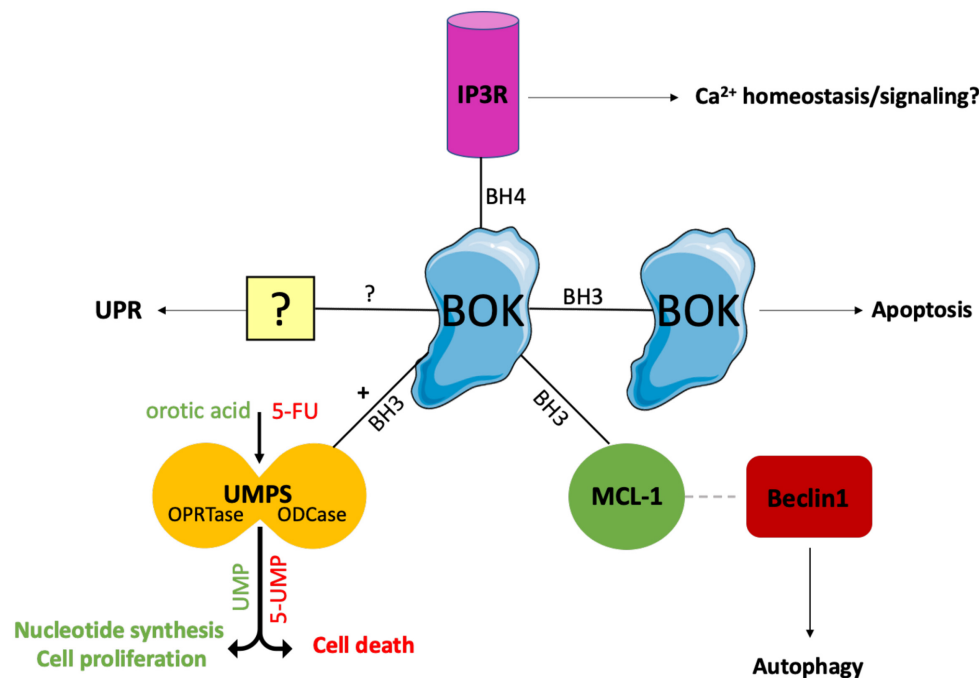 IP3R
Ca²⁺ homeostasis/signaling?
BH4
UPR
?
?
BOK
BH3
BOK
Apoptosis
+
BH3
BH3
orotic acid
5-FU
UMPS
OPRTase
ODCase
MCL-1
Beclin1
UMP
5-UMP
Nucleotide synthesis
Cell proliferation
Cell death
Autophagy